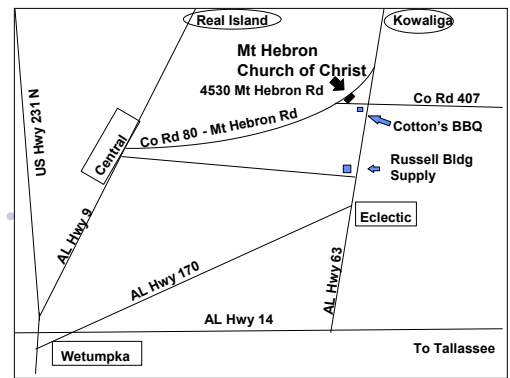 Real Island
Kowaliga
Mt Hebron
Church of Christ
4530 Mt Hebron Rd
Co Rd 407
US Hwy 231 N
Co Rd 80 - Mt Hebron Rd
Cotton's BBQ
Central
Russell Bldg
Supply
Eclectic
AL Hwy 9
AL Hwy 170
AL Hwy 63
AL Hwy 14
To Tallassee
Wetumpka